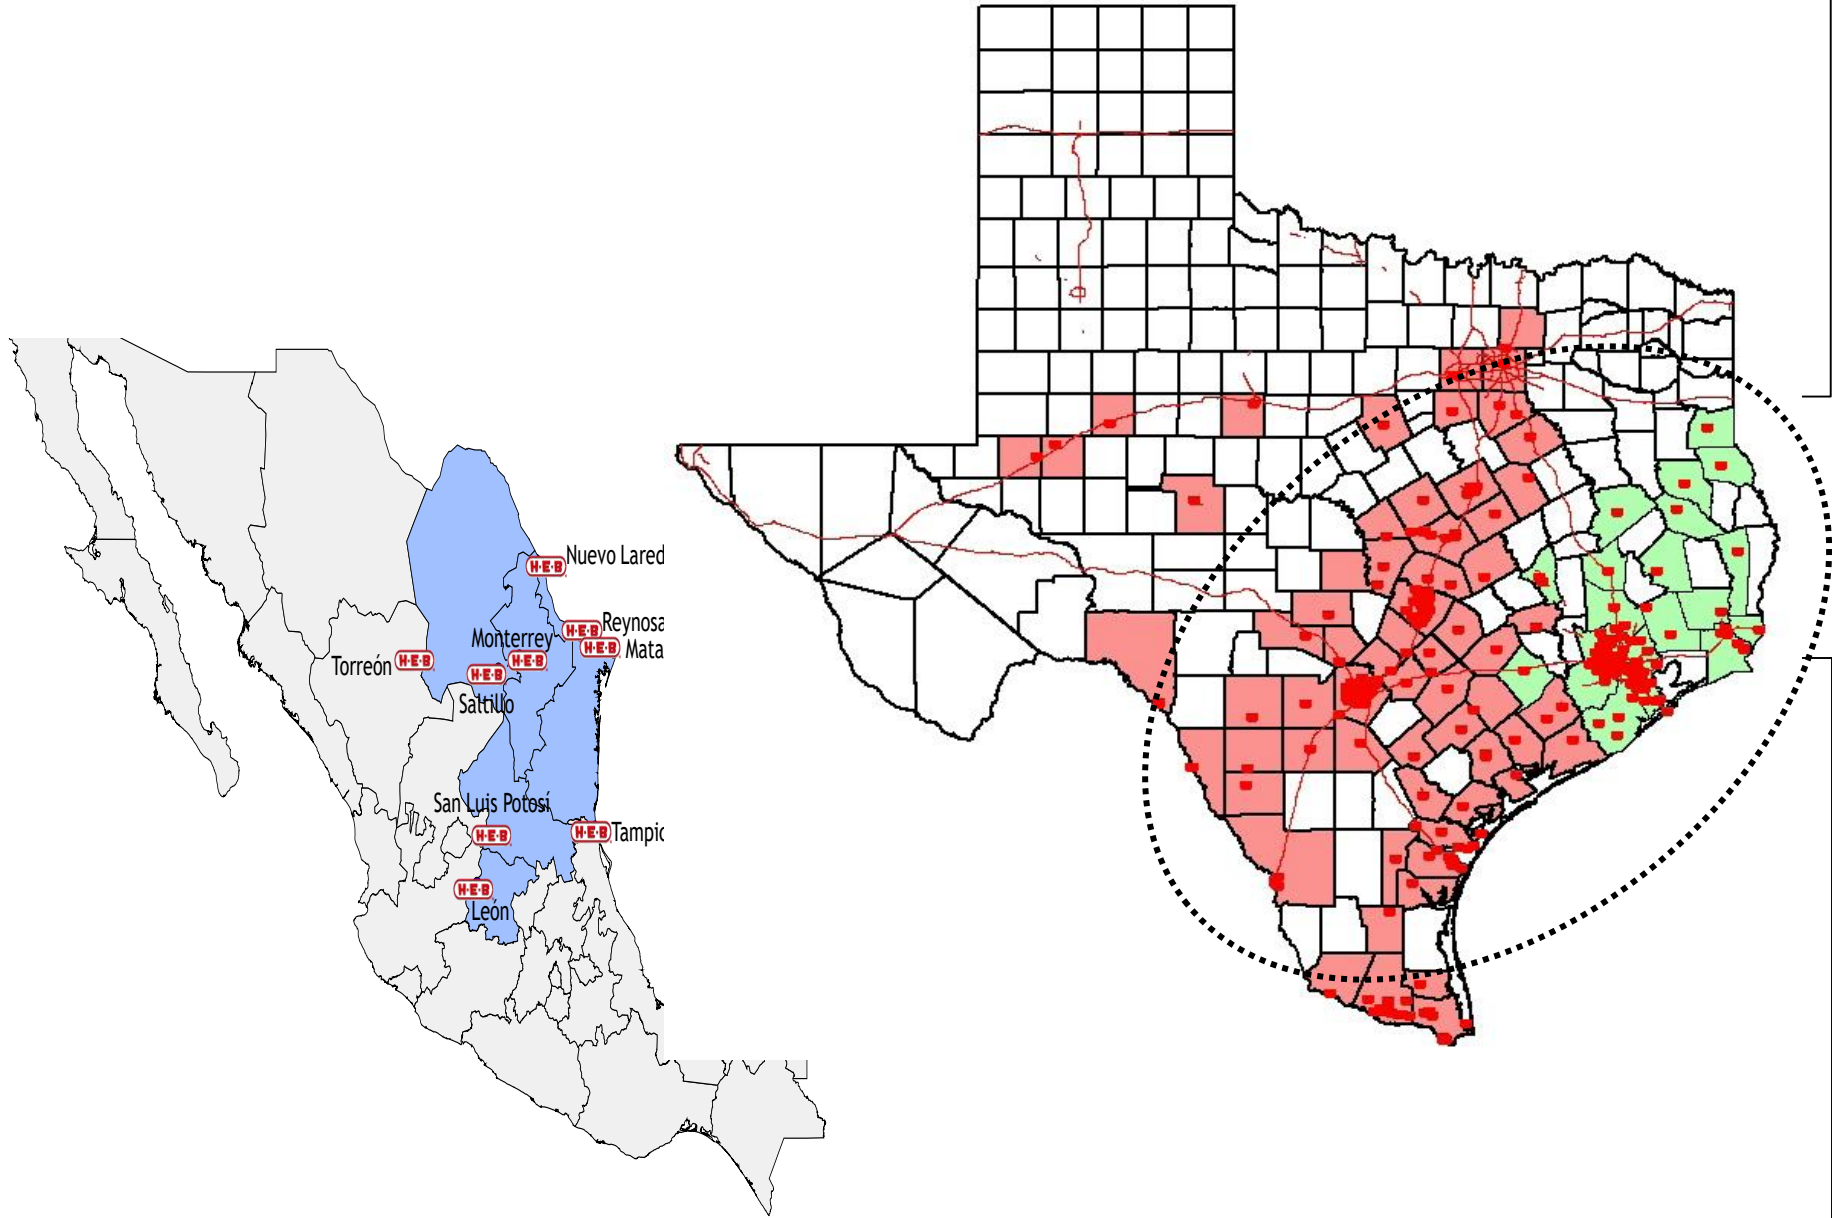 H-E-B Nuevo Lared
H-E-B Reynosa
Monterrey H-E-B Mata
Torreón H-E-B H-E-B
H-E-B
Saltillo
San Luis Potosí
H-E-B H-E-B Tampic
H-E-B
León